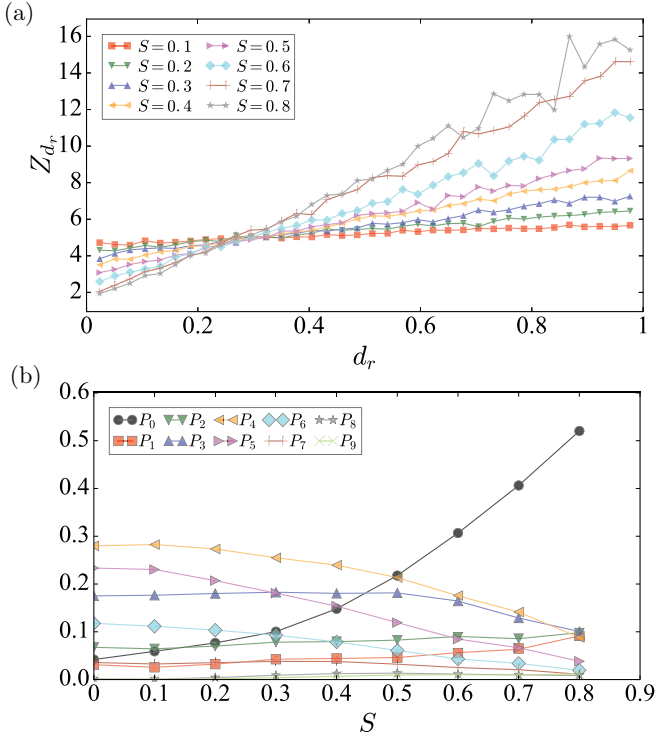 (a)
16
14
12
10
8
6
4
2
Z_{d_r}
S = 0.1 S = 0.5
S = 0.2 S = 0.6
S = 0.3 S = 0.7
S = 0.4 S = 0.8
0 0.2 0.4 0.6 0.8 1
d_r
(b)
0.6
0.5
0.4
0.3
0.2
0.1
0.0
P_0 P_2 P_4 P_6 P_8
P_1 P_3 P_5 P_7 P_9
0 0.1 0.2 0.3 0.4 0.5 0.6 0.7 0.8 0.9
S